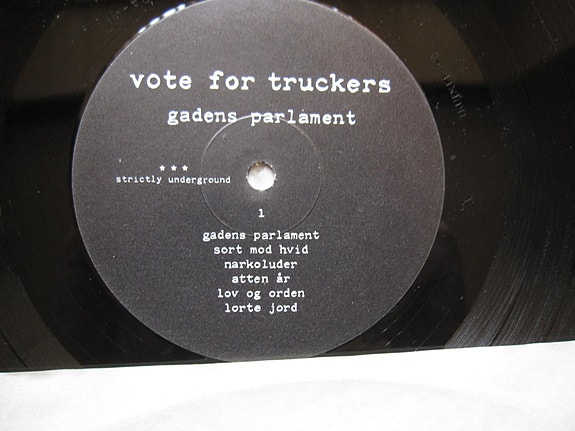 vote for truckers
gadens parlament
* * *
strictly underground
1
gadens parlament
sort mod hvid
narkoluder
atten år
lov og orden
lorte jord